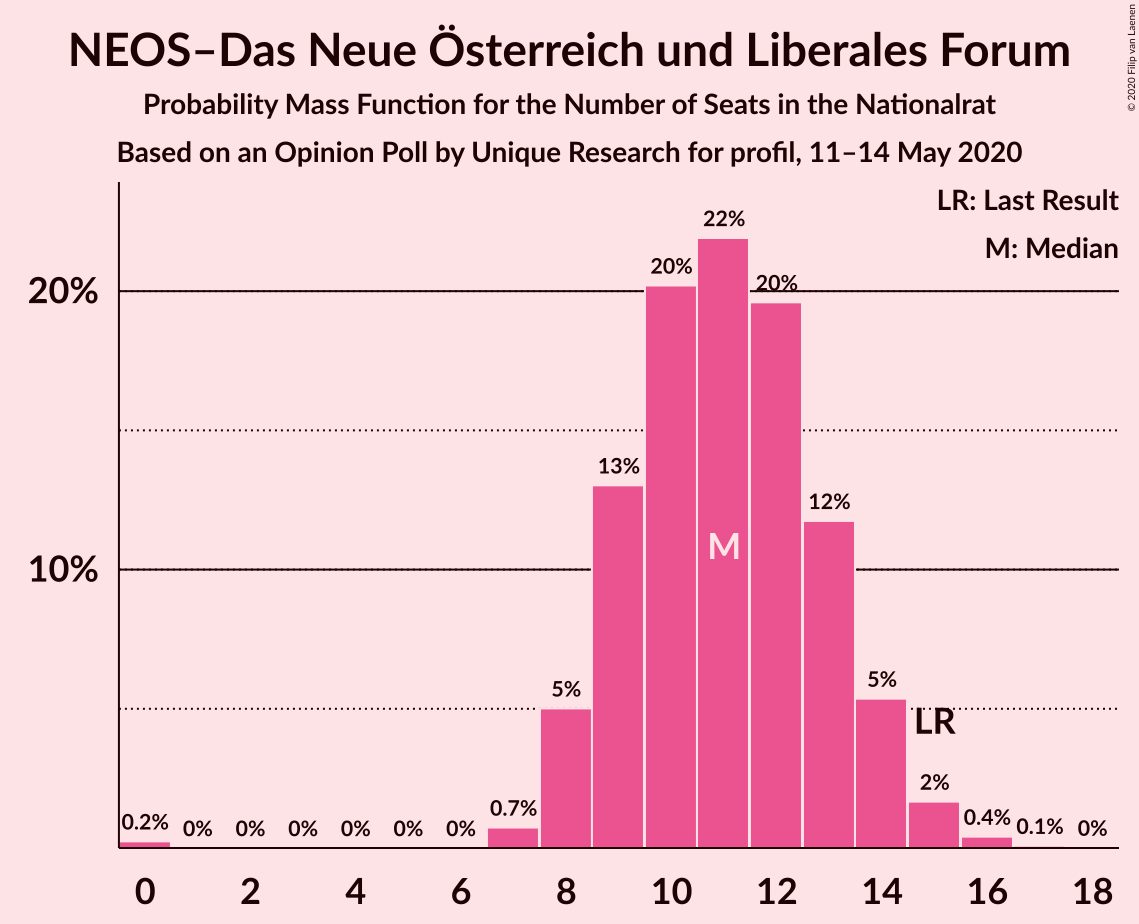 NEOS–Das Neue Österreich und Liberales Forum
Probability Mass Function for the Number of Seats in the Nationalrat
Based on an Opinion Poll by Unique Research for profil, 11–14 May 2020
© 2020 Filip van Laenen
LR: Last Result
M: Median
20%
10%
0.2%
0%
0%
0%
0%
0%
0%
0.7%
5%
13%
20%
22%
20%
12%
5%
2%
0.4%
0.1%
0%
M
LR
0 2 4 6 8 10 12 14 16 18